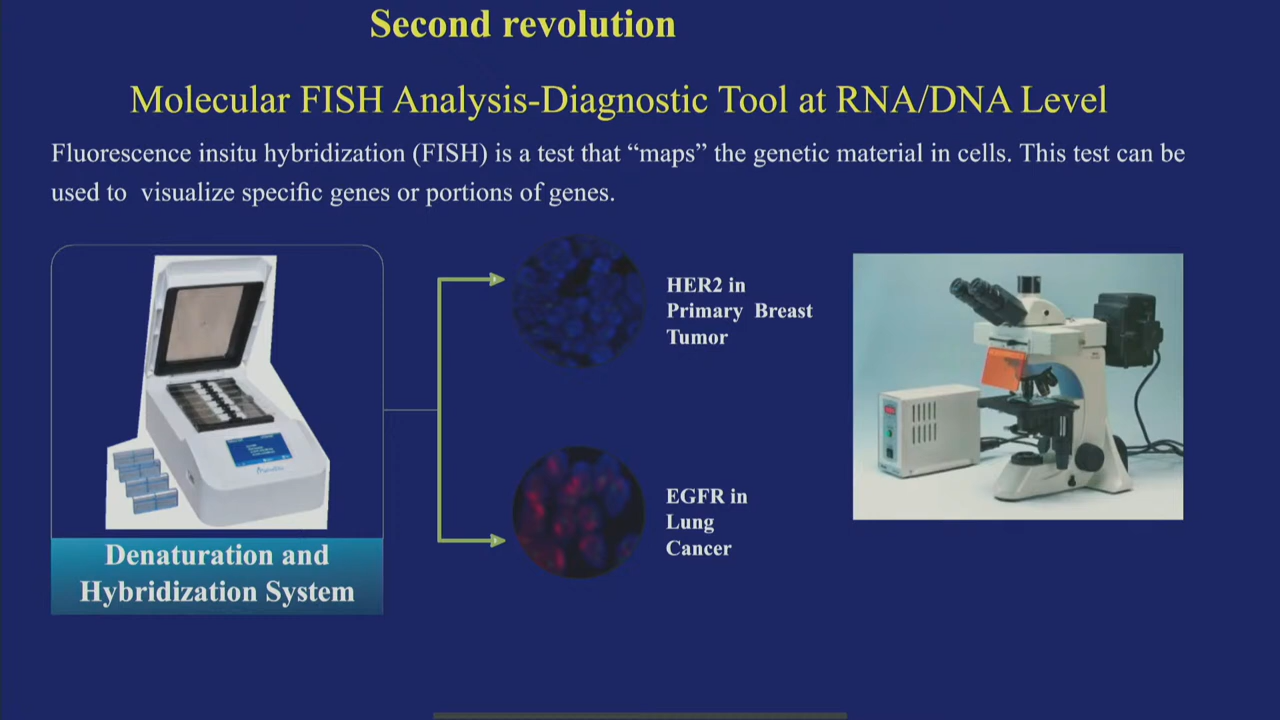 Second revolution
Molecular FISH Analysis-Diagnostic Tool at RNA/DNA Level
Fluorescence insitu hybridization (FISH) is a test that “maps” the genetic material in cells. This test can be
used to visualize specific genes or portions of genes.
HER2 in
Primary Breast
Tumor
EGFR in
Lung
Cancer
Denaturation and
Hybridization System